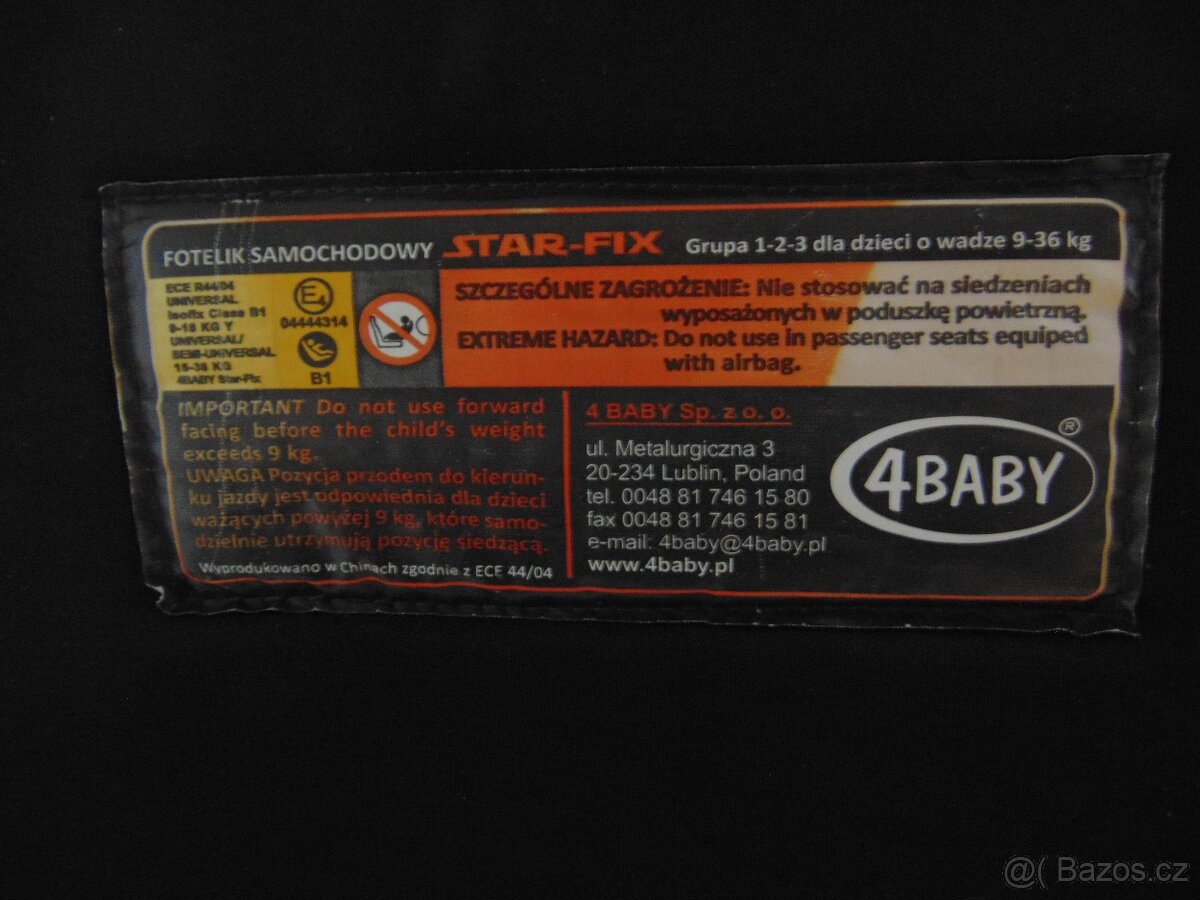 FOTELIK SAMOCHODOWY STAR-FIX Grupa 1-2-3 dla dzieci o wadze 9-36 kg
ECE R44/04
UNIVERSAL
Isofix Class B1
9-18 KG Y
UNIVERSAL/
SEMI-UNIVERSAL
15-36 KG
4BABY Star-Fix
E4
04444314
B1
SZCZEGÓLNE ZAGROŻENIE: Nie stosować na siedzeniach
wyposażonych w poduszkę powietrzną.
EXTREME HAZARD: Do not use in passenger seats equiped
with airbag.
IMPORTANT Do not use forward
facing before the child's weight
exceeds 9 kg.
UWAGA Pozycja przodem do kierun-
ku jazdy jest odpowiednia dla dzieci
ważących powyżej 9 kg, które samo-
dzielnie utrzymują pozycję siedzącą.
Wyprodukowano w Chinach zgodnie z ECE 44/04
4 BABY Sp. z o. o.
ul. Metalurgiczna 3
20-234 Lublin, Poland
tel. 0048 81 746 15 80
fax 0048 81 746 15 81
e-mail: 4baby@4baby.pl
www.4baby.pl
4BABY®
@( Bazos.cz